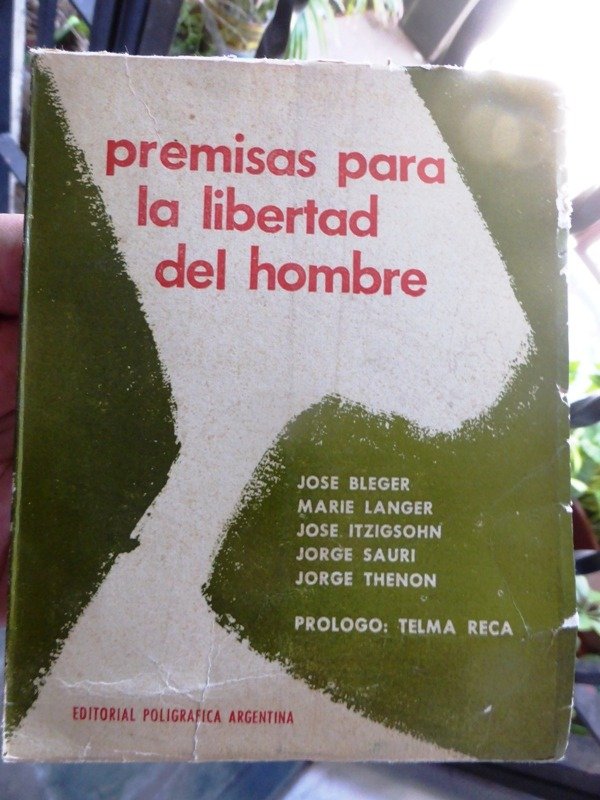 premisas para
la libertad
del hombre
JOSE BLEGER
MARIE LANGER
JOSE ITZIGSOHN
JORGE SAURI
JORGE THENON
PROLOGO: TELMA RECA
EDITORIAL POLIGRAFICA ARGENTINA